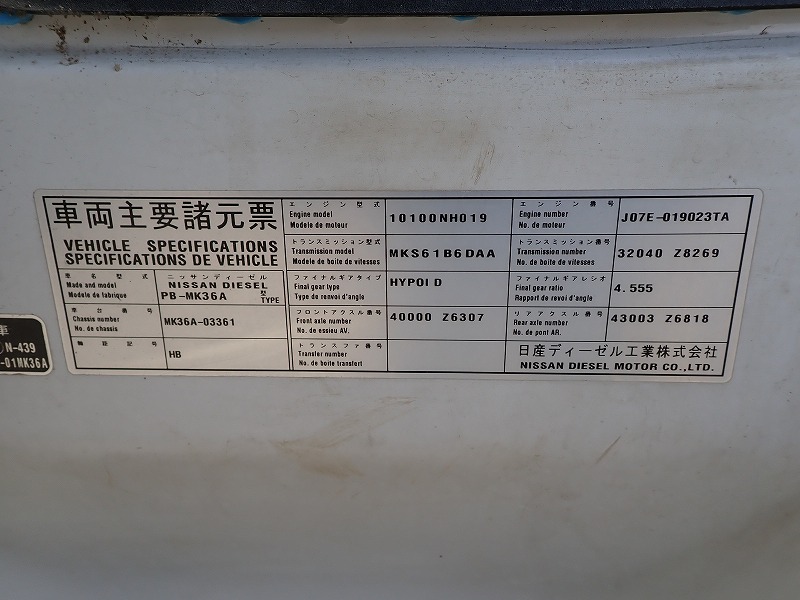 車両主要諸元票
VEHICLE SPECIFICATIONS
SPECIFICATIONS DE VEHICLE
車名型式
Made and model
Modele de fabrique
ニッサンディーゼル
NISSAN DIESEL
PB-MK36A 型 TYPE
車台番号
Chassis number
No. de chassis
MK36A-03361
軸距記号
HB
エンジン型式
Engine model
Modele de moteur
10100NH019
エンジン番号
Engine number
No. de moteur
J07E-019023TA
トランスミッション型式
Transmission model
Modele de boite de vitesses
MKS61B6DAA
トランスミッション番号
Transmission number
No. de boite de vitesses
32040 Z8269
ファイナルギアタイプ
Final gear type
Type de renvoi d'angle
HYPOID
ファイナルギアレシオ
Final gear ratio
Rapport de revoi d'angle
4.555
フロントアクスル番号
Front axle number
No. de essieu AV.
40000 Z6307
リアアクスル番号
Rear axle number
No. de pont AR.
43003 Z6818
トランスファ番号
Transfer number
No. de boite transfert
日産ディーゼル工業株式会社
NISSAN DIESEL MOTOR CO.,LTD.
車
N-439
-01MK36A